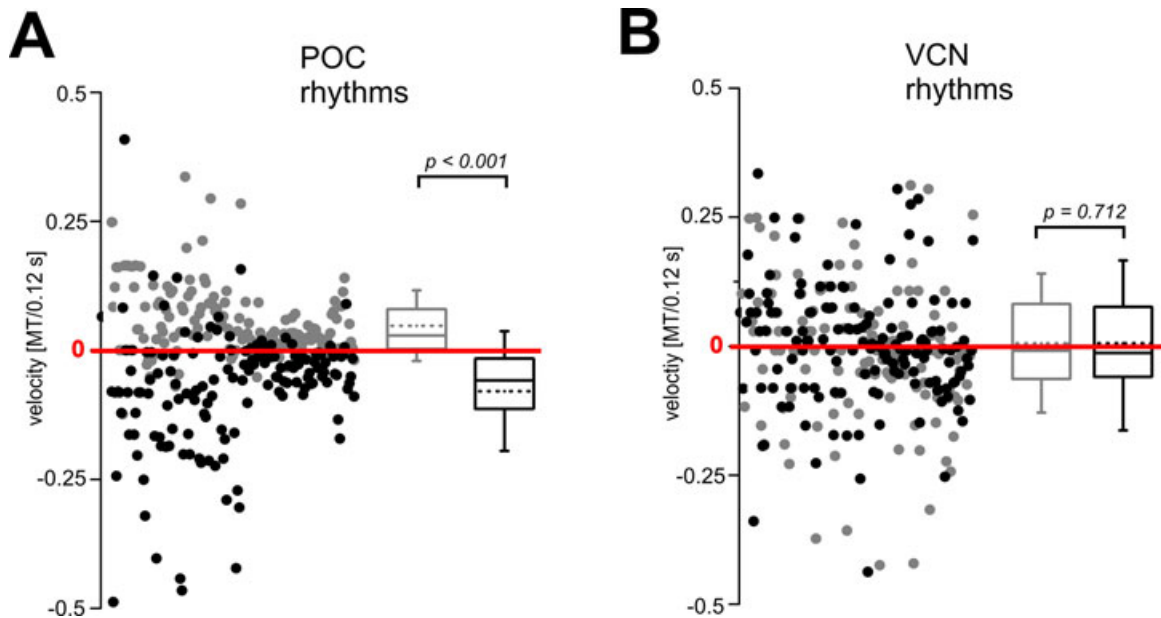 A
POC
rhythms
0.5
0.25
0
-0.25
-0.5
velocity [MT/0.12 s]
p < 0.001
B
VCN
rhythms
0.5
0.25
0
-0.25
-0.5
veloctiy [MT/0.12 s]
p = 0.712